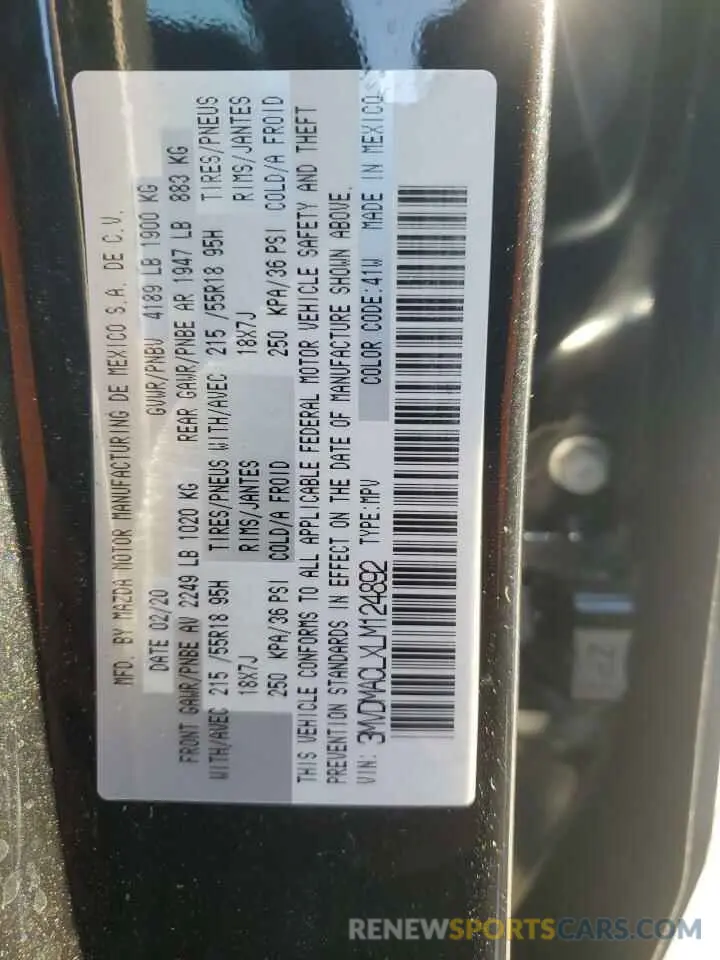 MFD. BY MAZDA MOTOR MANUFACTURING DE MEXICO S.A. DE C.V.
DATE 02/20 GVWR/PNBV 4189 LB 1900 KG
FRONT GAWR/PNBE AV 2249 LB 1020 KG REAR GAWR/PNBE AR 1947 LB 883 KG
WITH/AVEC 215 /55R18 95H TIRES/PNEUS WITH/AVEC 215 /55R18 95H TIRES/PNEUS
18X7J RIMS/JANTES 18X7J RIMS/JANTES
250 KPA/36 PSI COLD/A FROID 250 KPA/36 PSI COLD/A FROID
THIS VEHICLE CONFORMS TO ALL APPLICABLE FEDERAL MOTOR VEHICLE SAFETY AND THEFT
PREVENTION STANDARDS IN EFFECT ON THE DATE OF MANUFACTURE SHOWN ABOVE.
VIN: 3MVDMACLXLM124892 TYPE:MPV COLOR CODE:41W MADE IN MEXICO
RENEWSPORTSCARS.COM